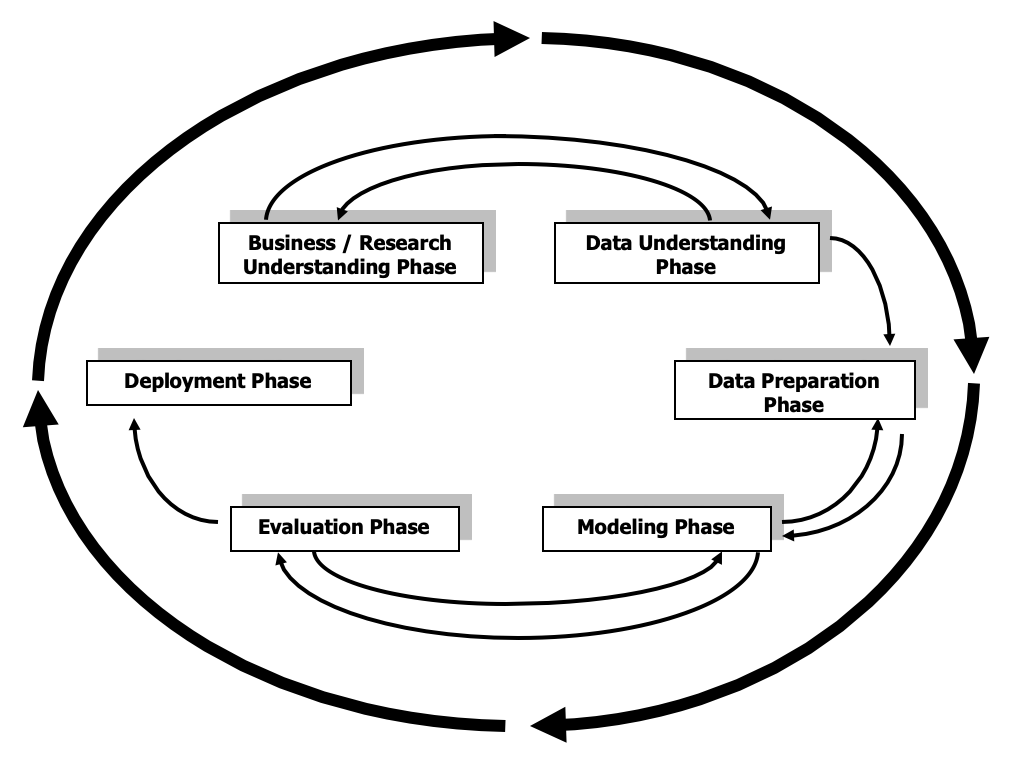 Business / Research
Understanding Phase
Data Understanding
Phase
Deployment Phase
Data Preparation
Phase
Evaluation Phase
Modeling Phase